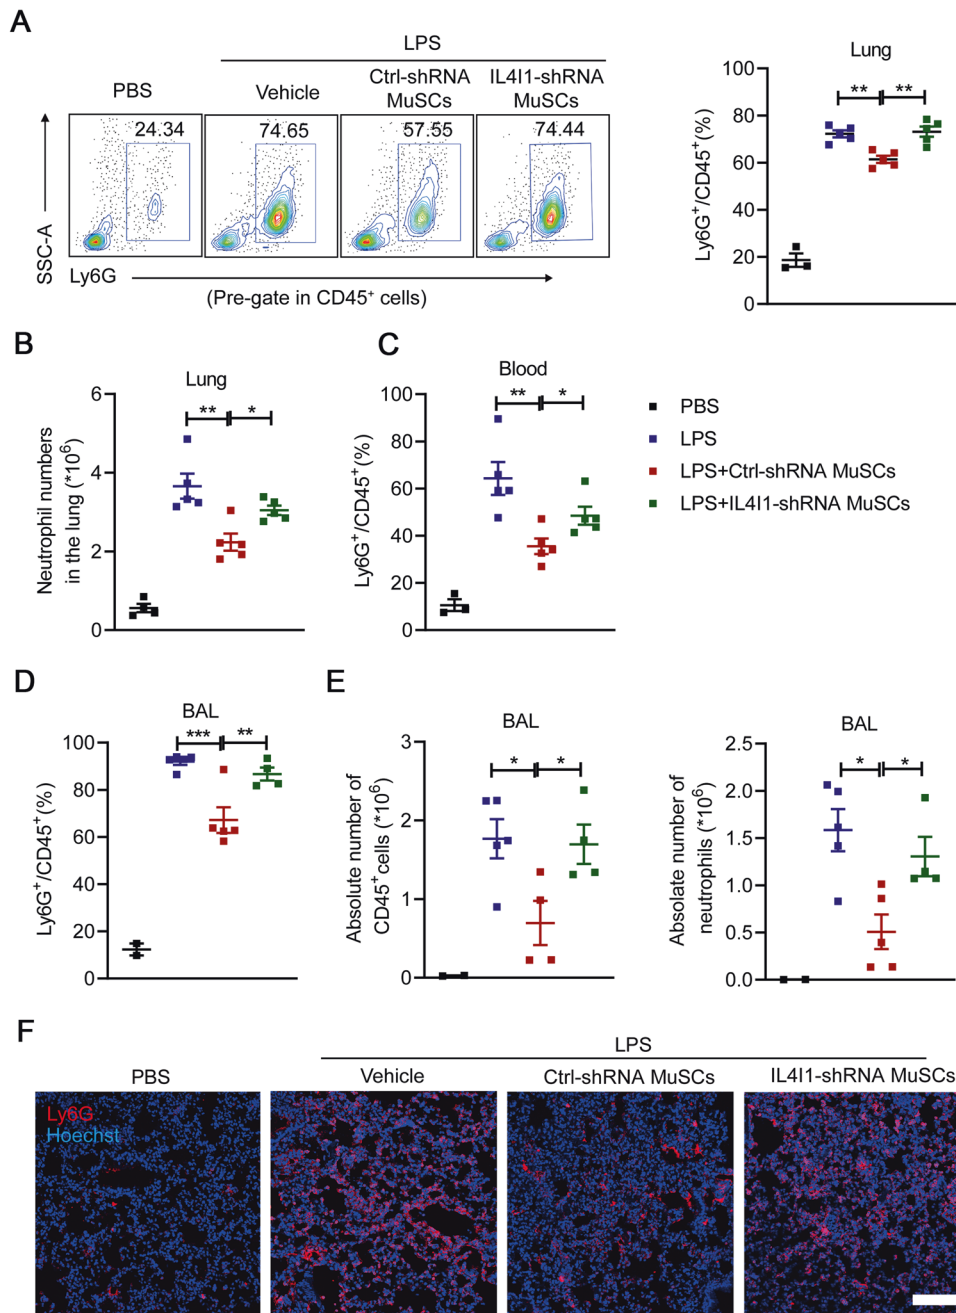 A
LPS
PBS
Vehicle
Ctrl-shRNA
MuSCs
IL4I1-shRNA
MuSCs
24.34
74.65
57.55
74.44
SSC-A
Ly6G
(Pre-gate in CD45⁺ cells)
Lung
Ly6G⁺/CD45⁺(%)
100
80
60
40
20
0
** **
B
Lung
Neutrophil numbers
in the lung (*10⁶)
6
4
2
0
** *
C
Blood
Ly6G⁺/CD45⁺(%)
100
80
60
40
20
0
** *
PBS
LPS
LPS+Ctrl-shRNA MuSCs
LPS+IL4I1-shRNA MuSCs
D
BAL
Ly6G⁺/CD45⁺(%)
100
80
60
40
20
0
*** **
E
BAL
Absolute number of
CD45⁺ cells (*10⁶)
3
2
1
0
* *
BAL
Absolate number of
neutrophils (*10⁶)
2.5
2.0
1.5
1.0
0.5
0.0
* *
F
LPS
PBS
Vehicle
Ctrl-shRNA MuSCs
IL4I1-shRNA MuSCs
Ly6G
Hoechst